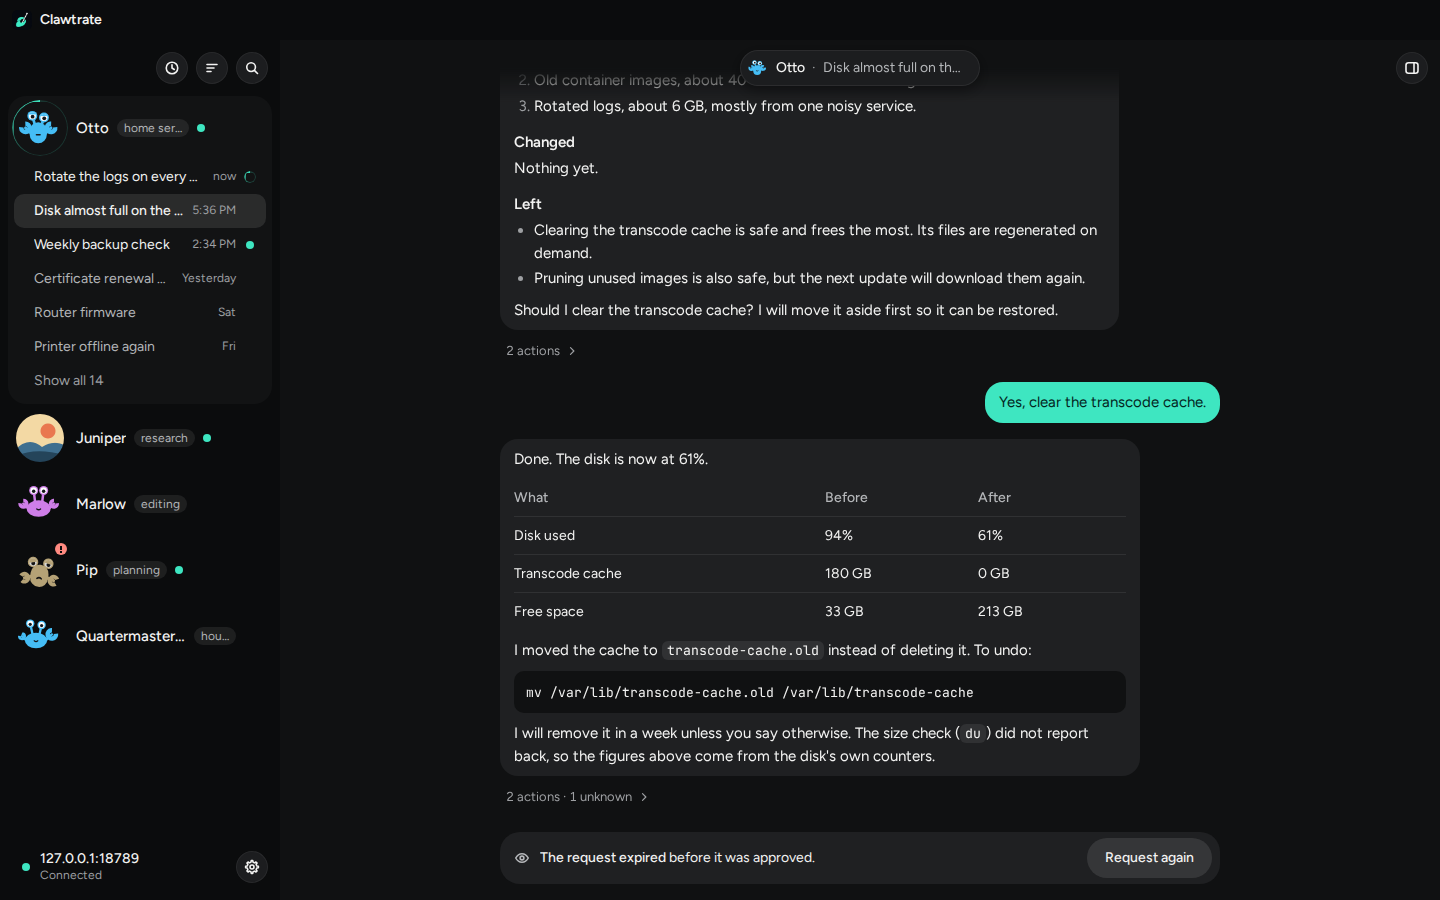 Clawtrate
Otto · Disk almost full on th...
Otto home ser...
Rotate the logs on every ... now
Disk almost full on the ... 5:36 PM
Weekly backup check 2:34 PM
Certificate renewal ... Yesterday
Router firmware Sat
Printer offline again Fri
Show all 14
Juniper research
Marlow editing
Pip planning
Quartermaster... hou...
127.0.0.1:18789
Connected
2. Old container images, about 40
3. Rotated logs, about 6 GB, mostly from one noisy service.
Changed
Nothing yet.
Left
• Clearing the transcode cache is safe and frees the most. Its files are regenerated on
demand.
• Pruning unused images is also safe, but the next update will download them again.
Should I clear the transcode cache? I will move it aside first so it can be restored.
2 actions
Yes, clear the transcode cache.
Done. The disk is now at 61%.
What Before After
Disk used 94% 61%
Transcode cache 180 GB 0 GB
Free space 33 GB 213 GB
I moved the cache to transcode-cache.old instead of deleting it. To undo:
mv /var/lib/transcode-cache.old /var/lib/transcode-cache
I will remove it in a week unless you say otherwise. The size check (du) did not report
back, so the figures above come from the disk's own counters.
2 actions · 1 unknown
The request expired before it was approved.
Request again